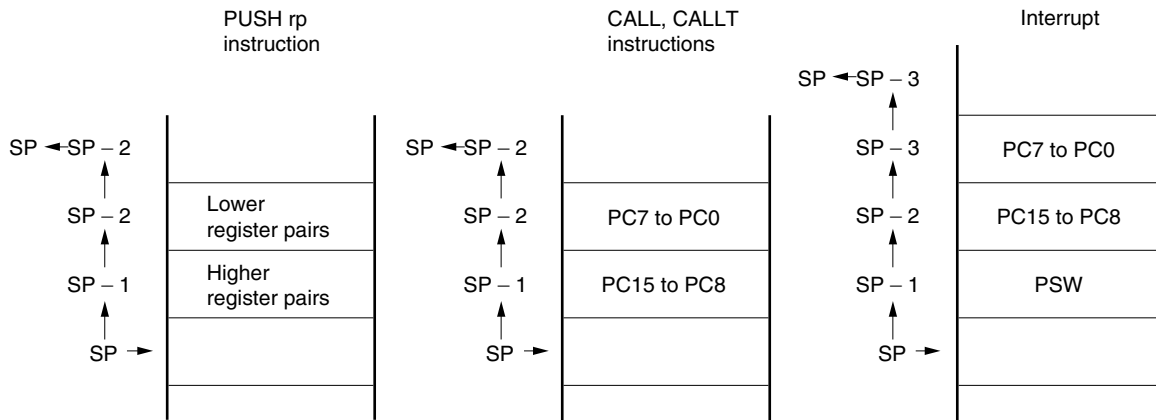 PUSH rp
instruction
SP SP – 2
SP – 2
Lower
register pairs
SP – 1
Higher
register pairs
SP
CALL, CALLT
instructions
SP SP – 2
SP – 2
PC7 to PC0
SP – 1
PC15 to PC8
SP
Interrupt
SP SP – 3
SP – 3
PC7 to PC0
SP – 2
PC15 to PC8
SP – 1
PSW
SP